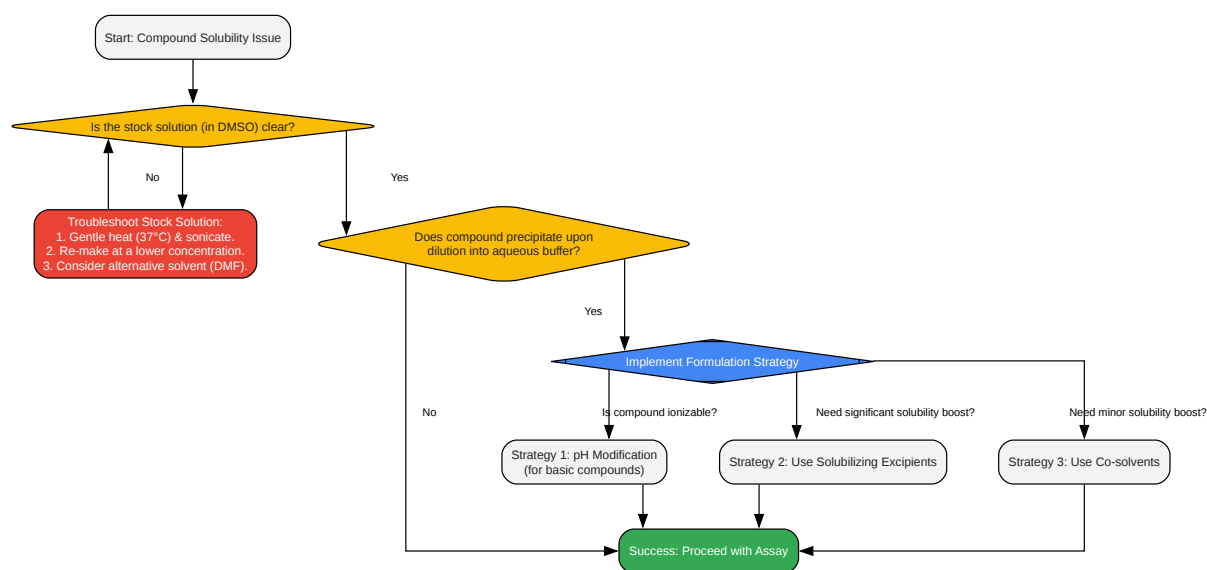 Start: Compound Solubility Issue
Is the stock solution (in DMSO) clear?
No
Yes
Troubleshoot Stock Solution:
1. Gentle heat (37°C) & sonicate.
2. Re-make at a lower concentration.
3. Consider alternative solvent (DMF).
Does compound precipitate upon
dilution into aqueous buffer?
Yes
Implement Formulation Strategy
No
Is compound ionizable?
Need significant solubility boost?
Need minor solubility boost?
Strategy 1: pH Modification
(for basic compounds)
Strategy 2: Use Solubilizing Excipients
Strategy 3: Use Co-solvents
Success: Proceed with Assay